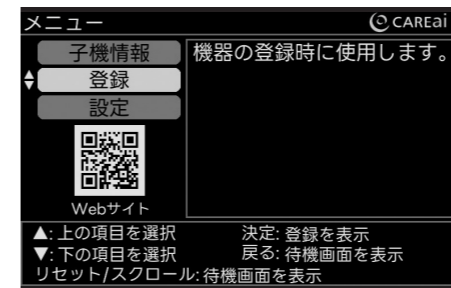 メニュー
CAREai
子機情報
機器の登録時に使用します。
登録
設定
Webサイト
▲:上の項目を選択 決定:登録を表示
▼:下の項目を選択 戻る:待機画面を表示
リセット/スクロール:待機画面を表示